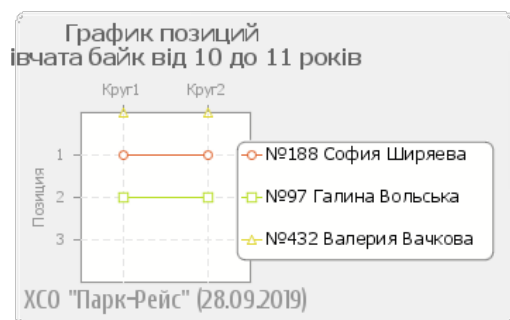 График позиций
івчата байк від 10 до 11 років
Круг1 Круг2
Позиция
1
2
3
№188 София Ширяева
№97 Галина Вольська
№432 Валерия Вачкова
ХСО "Парк-Рейс" (28.09.2019)